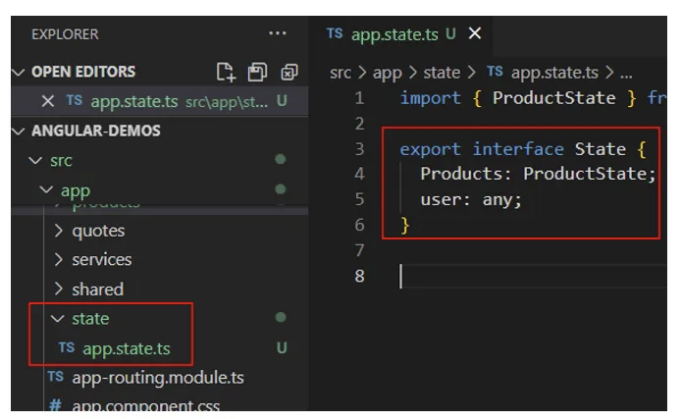 EXPLORER ...
OPEN EDITORS
TS app.state.ts src\app\st... U
ANGULAR-DEMOS
src
app
products
quotes
services
shared
state
TS app.state.ts U
TS app-routing.module.ts
# app.component.css
TS app.state.ts U
src > app > state > TS app.state.ts > ...
1 import { ProductState } fr
2
3 export interface State {
4 Products: ProductState;
5 user: any;
6 }
7
8